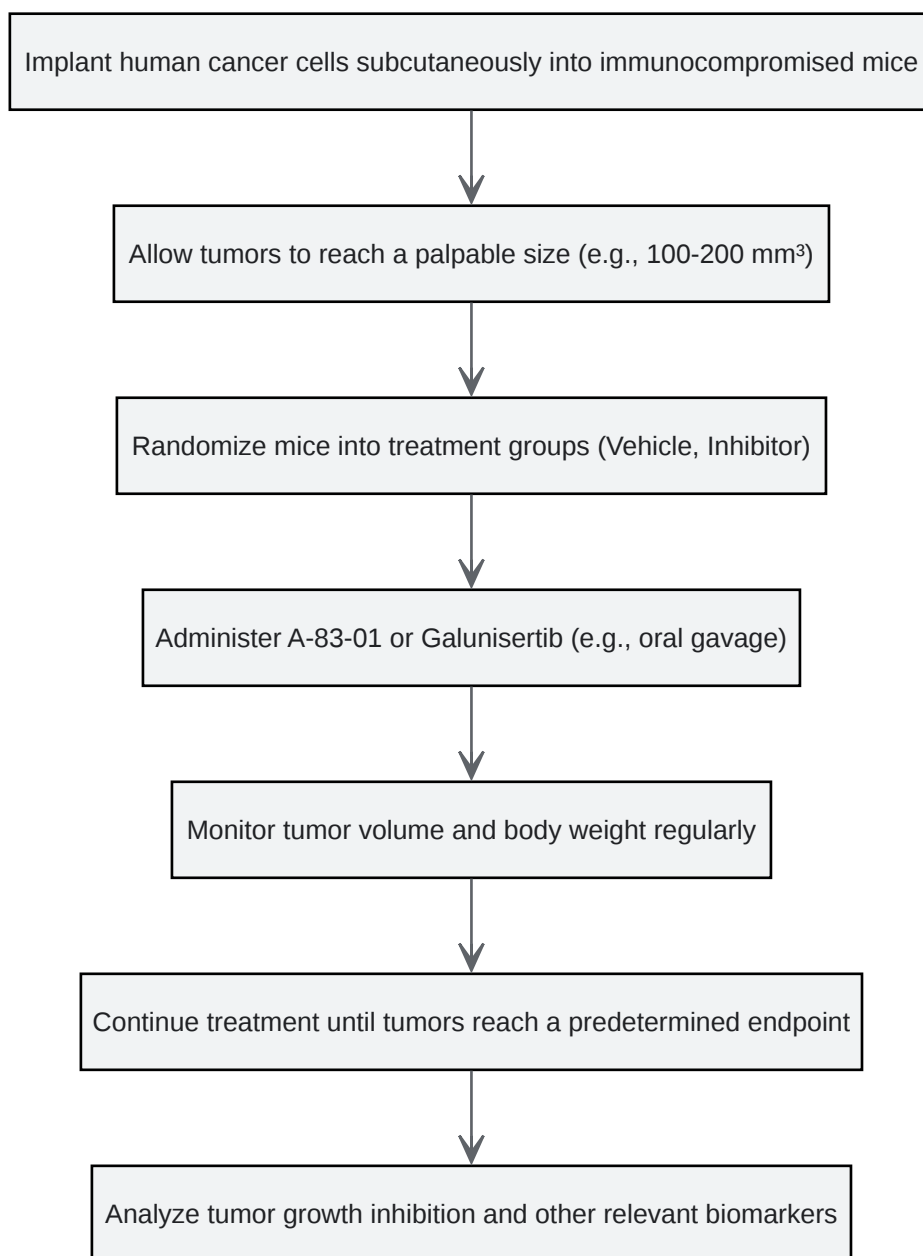 Implant human cancer cells subcutaneously into immunocompromised mice
Allow tumors to reach a palpable size (e.g., 100-200 mm³)
Randomize mice into treatment groups (Vehicle, Inhibitor)
Administer A-83-01 or Galunisertib (e.g., oral gavage)
Monitor tumor volume and body weight regularly
Continue treatment until tumors reach a predetermined endpoint
Analyze tumor growth inhibition and other relevant biomarkers